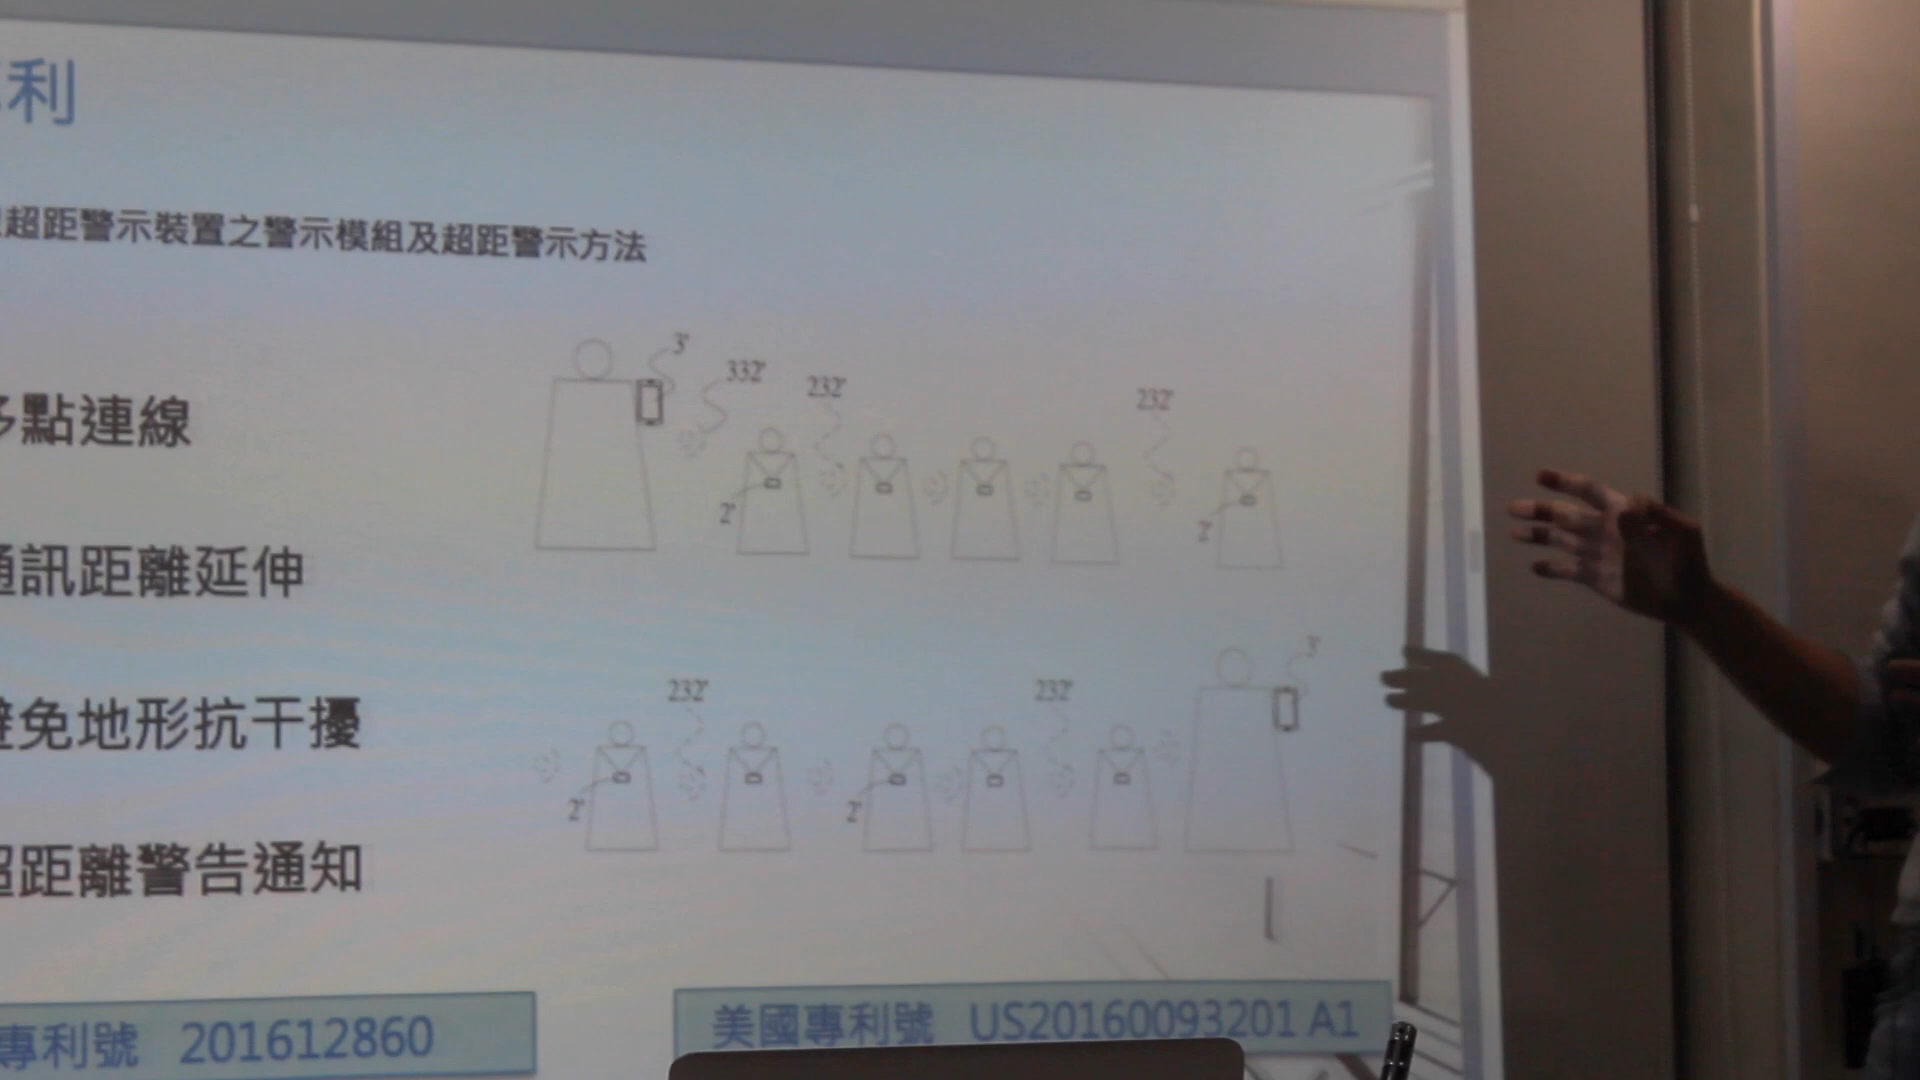 利
超距警示裝置之警示模組及超距警示方法
3'
332'
232'
232'
點連線
2'
2'
通訊距離延伸
3'
232'
232'
避免地形抗干擾
2'
2'
超距離警告通知
專利號 201612860
美國專利號 US20160093201 A1